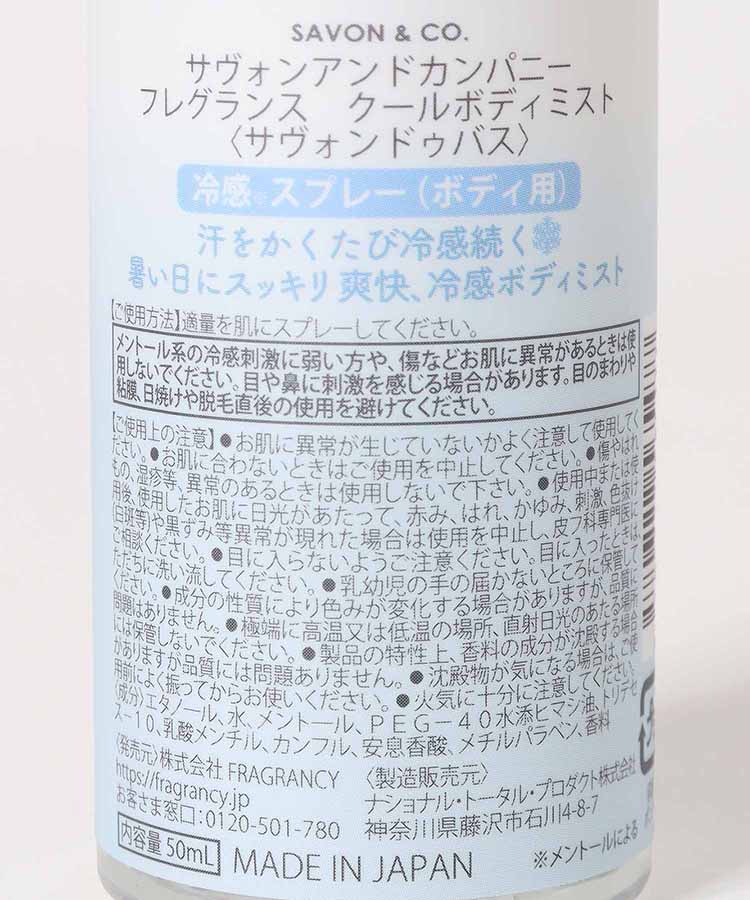 SAVON & CO.
サヴォンアンドカンパニー
フレグランス クールボディミスト
〈サヴォンドゥバス〉
冷感※スプレー(ボディ用)
汗をかくたび冷感続く
暑い日にスッキリ爽快、冷感ボディミスト
【ご使用方法】適量を肌にスプレーしてください。
メントール系の冷感刺激に弱い方や、傷などお肌に異常があるときは使
用しないでください。目や鼻に刺激を感じる場合があります。目のまわりや
粘膜、日焼けや脱毛直後の使用を避けてください。
【ご使用上の注意】●お肌に異常が生じていないかよく注意して使用してく
ださい。●お肌に合わないときはご使用を中止してください。●傷やはれ
もの、湿疹等、異常のあるときは使用しないで下さい。●使用中または使
用後、使用したお肌に日光があたって、赤み、はれ、かゆみ、刺激、色抜け
(白斑等)や黒ずみ等異常が現れた場合は使用を中止し、皮フ科専門医に
ご相談ください。●目に入らないようご注意ください。目に入ったときは、
ただちに洗い流してください。●乳幼児の手の届かないところに保管して
ください。●成分の性質により色みが変化する場合がありますが、品質に
問題はありません。●極端に高温又は低温の場所、直射日光のあたる場所
には保管しないでください。●製品の特性上、香料の成分が沈殿する場合
がありますが品質には問題ありません。●沈殿物が気になる場合は、ご使
用前によく振ってからお使いください。●火気に十分に注意してください。
〈成分〉エタノール、水、メントール、PEG-40水添ヒマシ油、トリデセ
ス-10、乳酸メンチル、カンフル、安息香酸、メチルパラベン、香料
〈発売元〉株式会社 FRAGRANCY
https://fragrancy.jp
お客さま窓口:0120-501-780
〈製造販売元〉
ナショナル・トータル・プロダクト株式会社
神奈川県藤沢市石川4-8-7
内容量 50mL
MADE IN JAPAN
※メントールによる